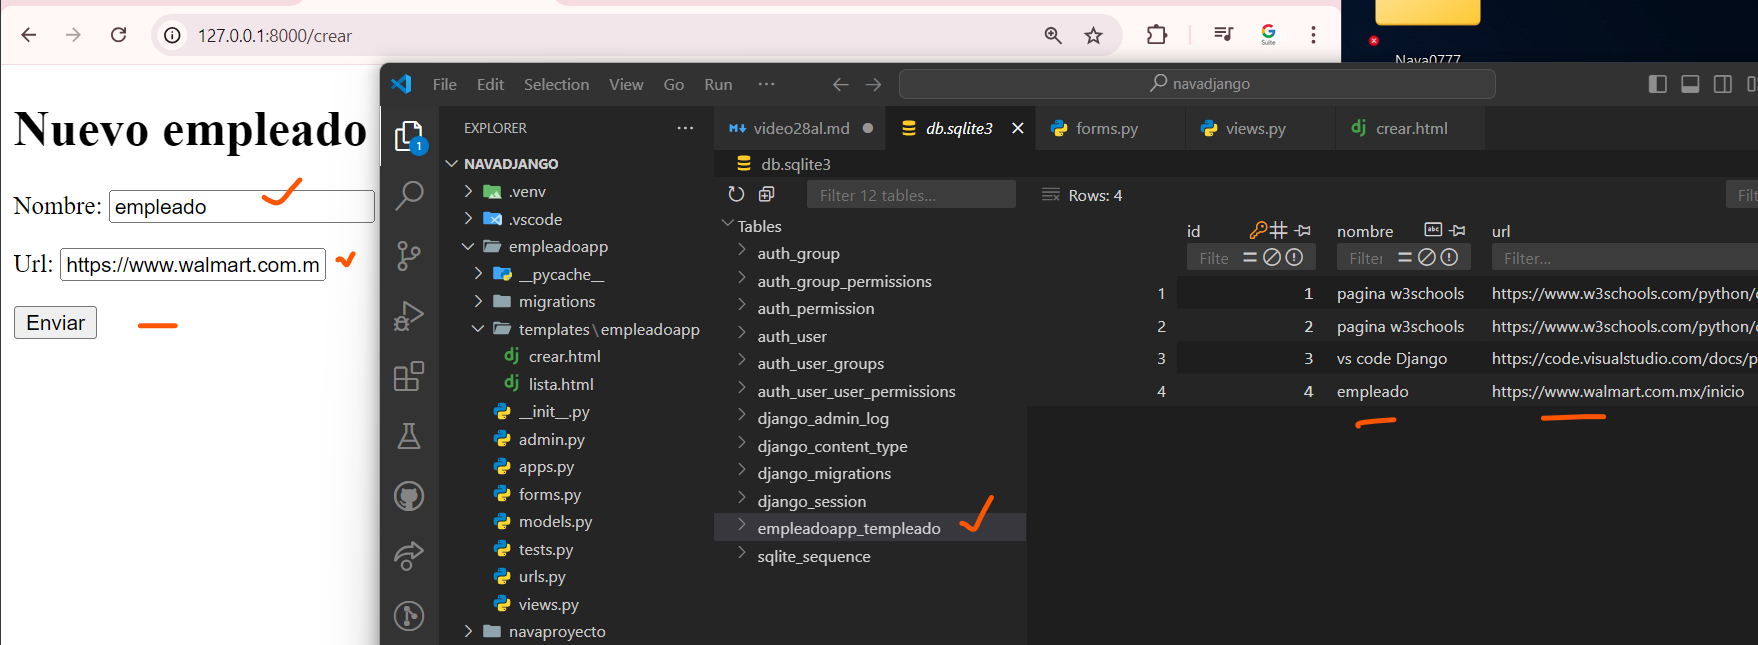 127.0.0.1:8000/crear
Suite
Nava0777
Nuevo empleado
Nombre: empleado
Url: https://www.walmart.com.m
Enviar
File Edit Selection View Go Run ···
navadjango
EXPLORER ···
1
NAVADJANGO
.venv
.vscode
empleadoapp
__pycache__
migrations
templates\empleadoapp
crear.html
lista.html
__init__.py
admin.py
apps.py
forms.py
models.py
tests.py
urls.py
views.py
navaproyecto
video28al.md
db.sqlite3
forms.py
views.py
crear.html
db.sqlite3
Filter 12 tables...
Rows: 4
Tables
auth_group
auth_group_permissions
auth_permission
auth_user
auth_user_groups
auth_user_user_permissions
django_admin_log
django_content_type
django_migrations
django_session
empleadoapp_templeado
sqlite_sequence
id nombre url
Filte Filter Filter...
1 1 pagina w3schools https://www.w3schools.com/python/
2 2 pagina w3schools https://www.w3schools.com/python/
3 3 vs code Django https://code.visualstudio.com/docs/p
4 4 empleado https://www.walmart.com.mx/inicio